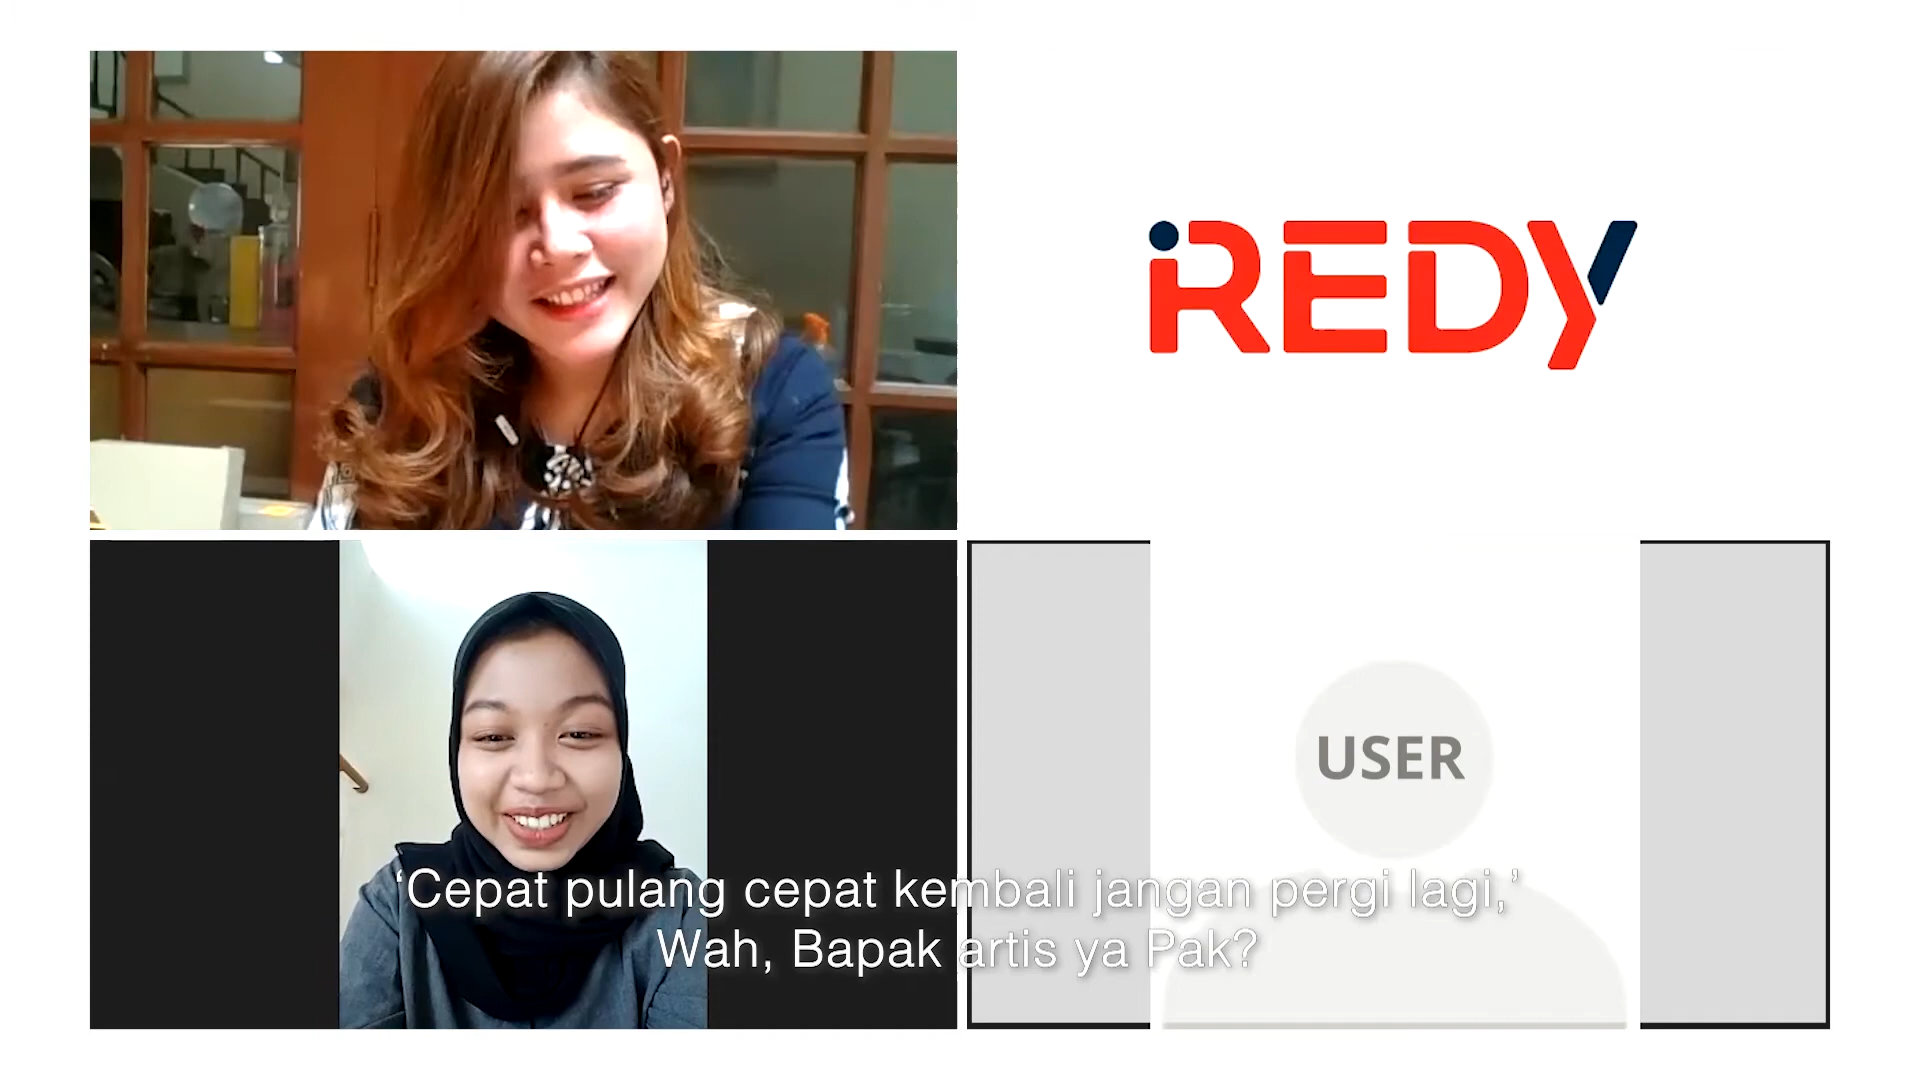 iREDY
USER
‘Cepat pulang cepat kembali jangan pergi lagi,’
Wah, Bapak artis ya Pak?